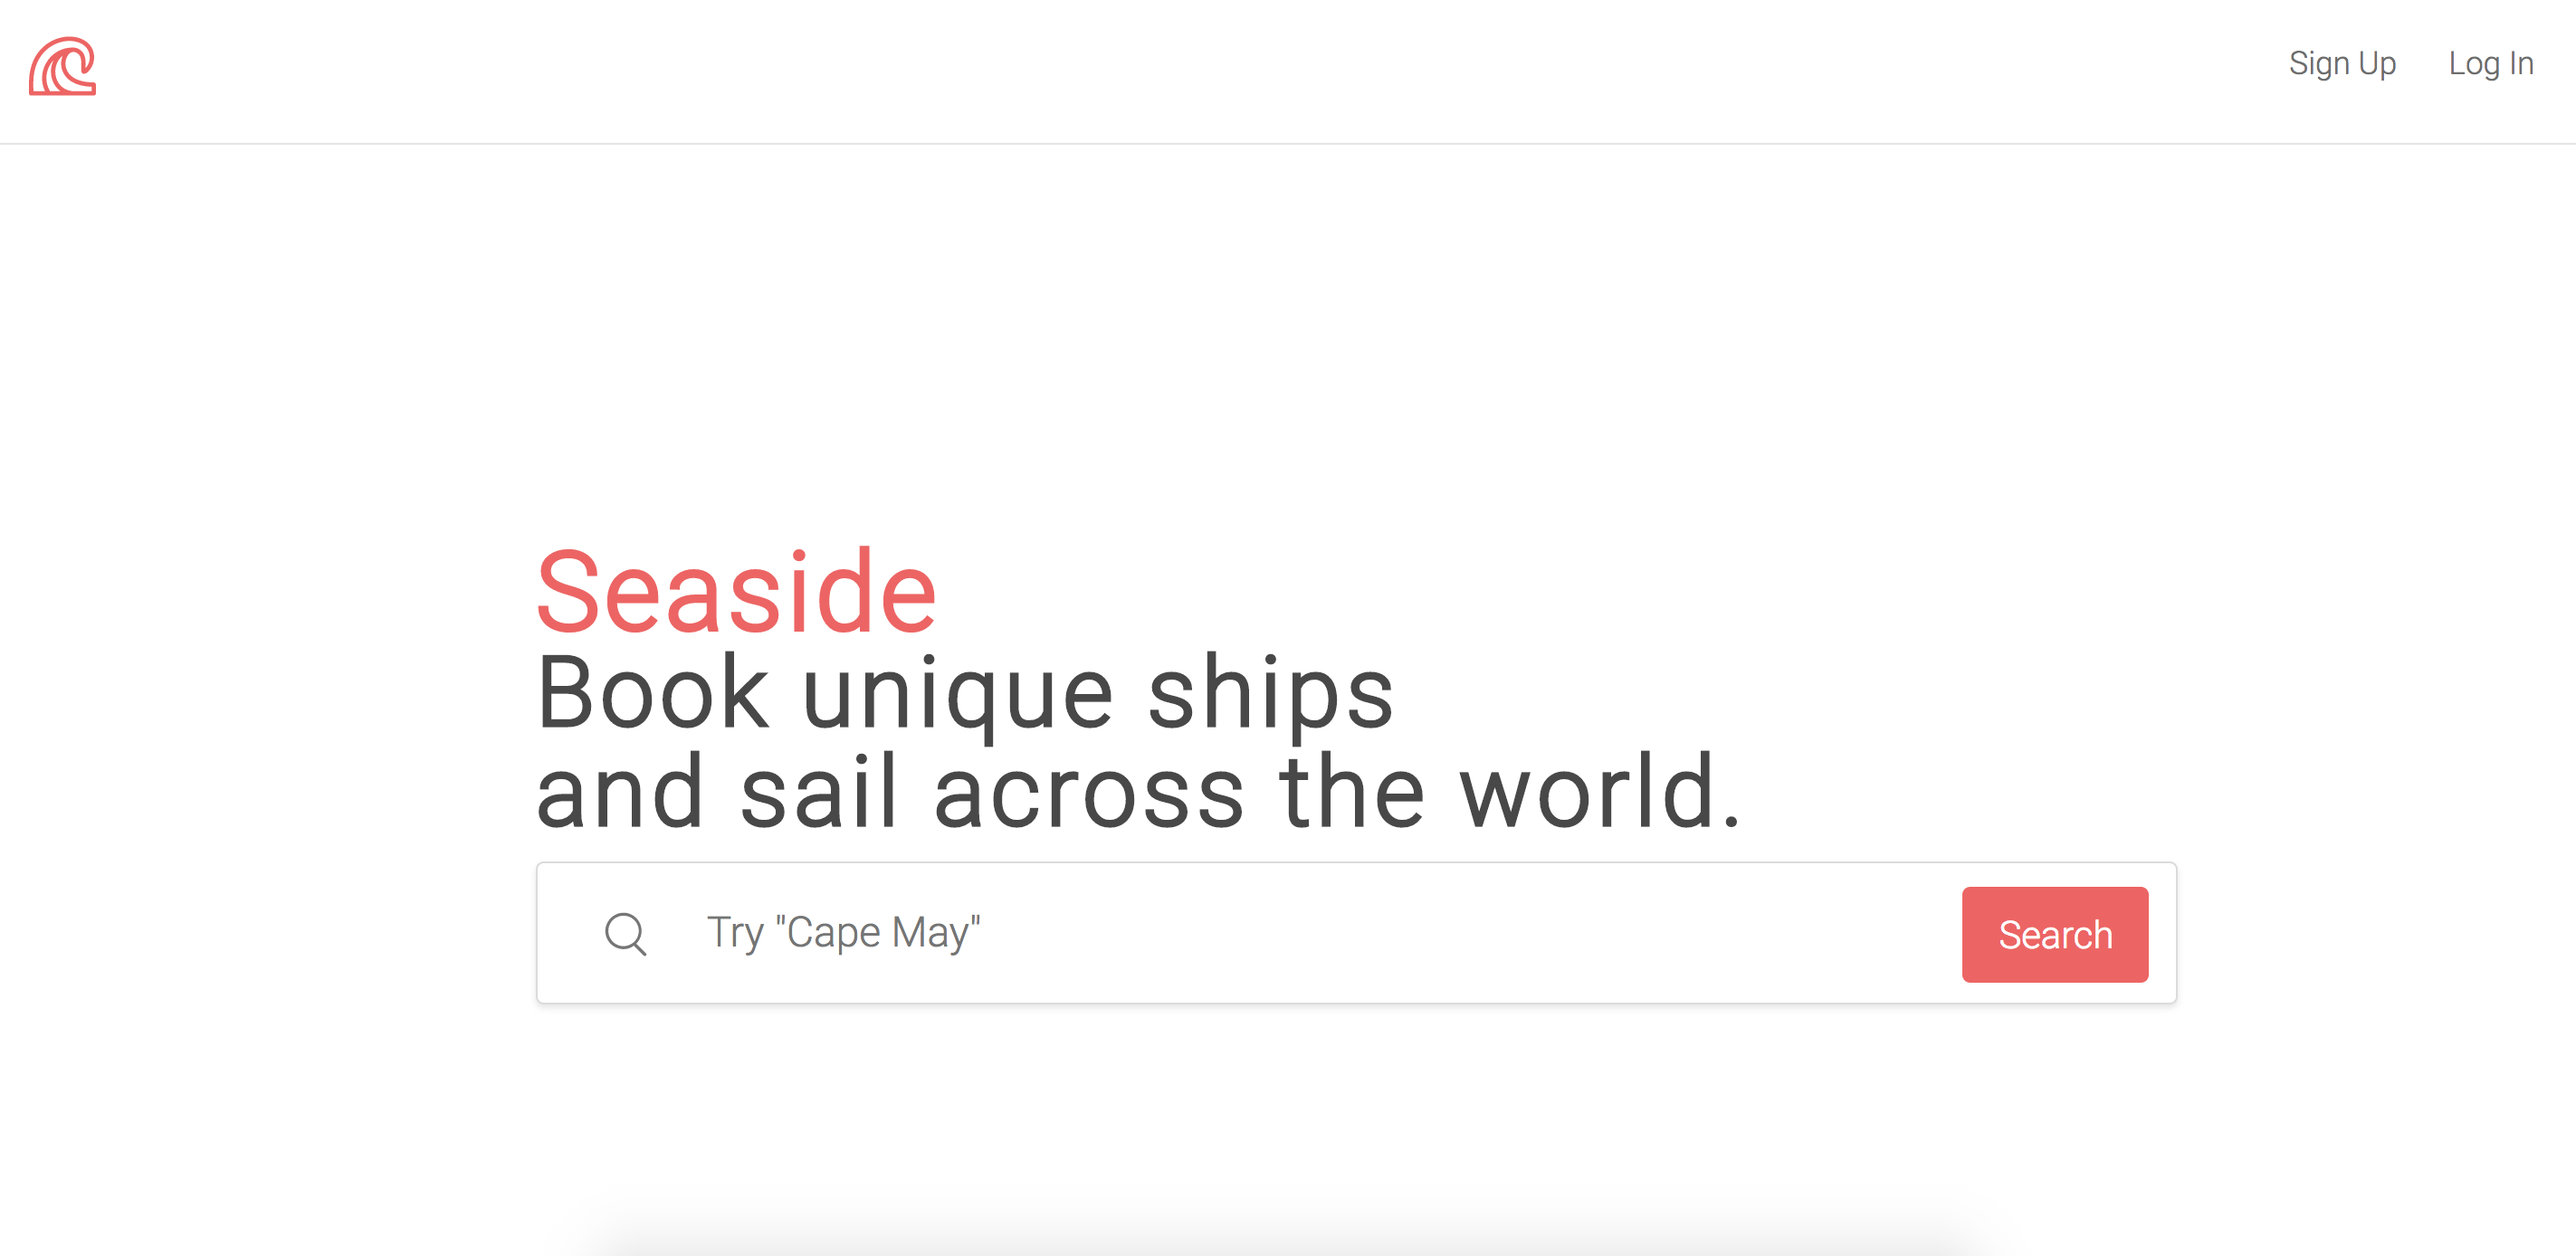 Sign Up Log In
Seaside
Book unique ships
and sail across the world.
Try "Cape May"
Search